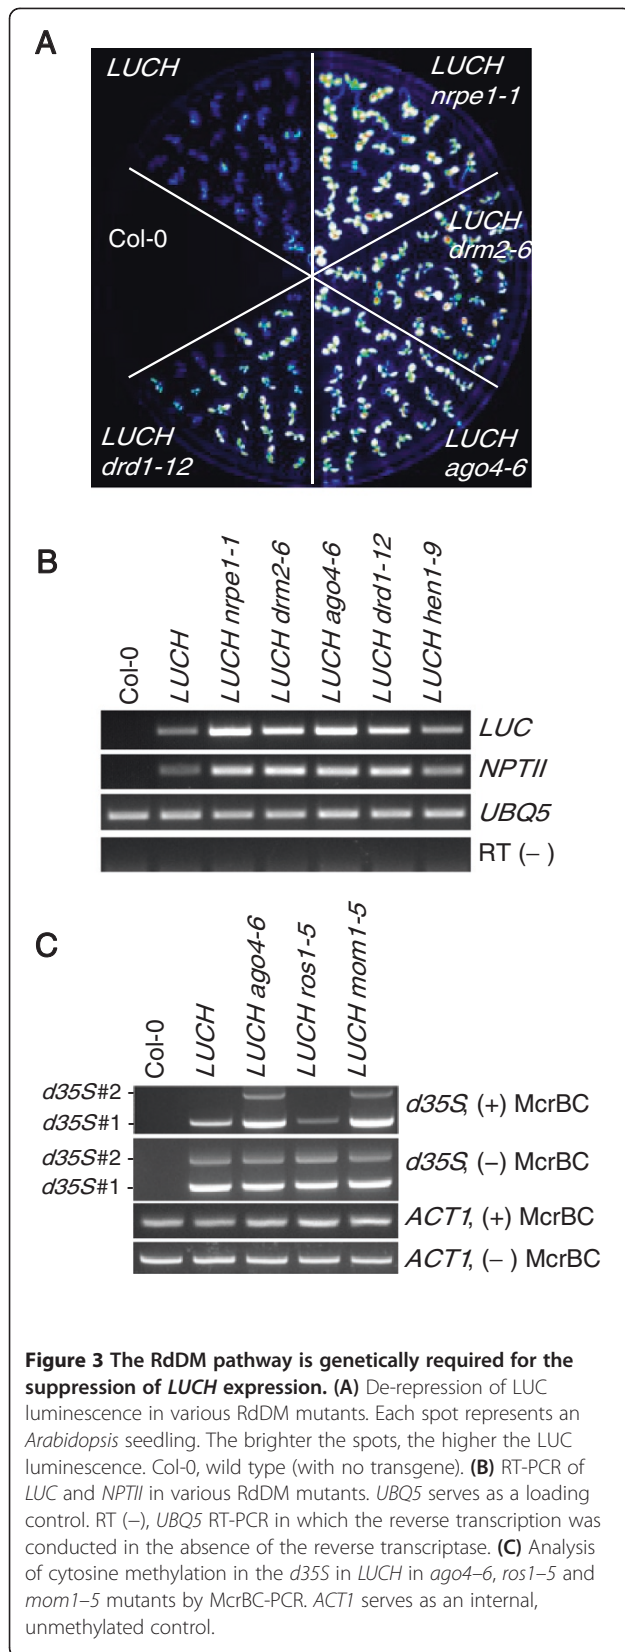 A
LUCH
LUCH
nrpe1-1
Col-0
LUCH
drm2-6
LUCH
drd1-12
LUCH
ago4-6
B
Col-0
LUCH
LUCH nrpe1-1
LUCH drm2-6
LUCH ago4-6
LUCH drd1-12
LUCH hen1-9
LUC
NPTII
UBQ5
RT (−)
C
Col-0
LUCH
LUCH ago4-6
LUCH ros1-5
LUCH mom1-5
d35S#2 -
d35S#1 -
d35S, (+) McrBC
d35S#2 -
d35S#1 -
d35S, (−) McrBC
ACT1, (+) McrBC
ACT1, (− ) McrBC
Figure 3 The RdDM pathway is genetically required for the
suppression of LUCH expression. (A) De-repression of LUC
luminescence in various RdDM mutants. Each spot represents an
Arabidopsis seedling. The brighter the spots, the higher the LUC
luminescence. Col-0, wild type (with no transgene). (B) RT-PCR of
LUC and NPTII in various RdDM mutants. UBQ5 serves as a loading
control. RT (−), UBQ5 RT-PCR in which the reverse transcription was
conducted in the absence of the reverse transcriptase. (C) Analysis
of cytosine methylation in the d35S in LUCH in ago4–6, ros1–5 and
mom1–5 mutants by McrBC-PCR. ACT1 serves as an internal,
unmethylated control.